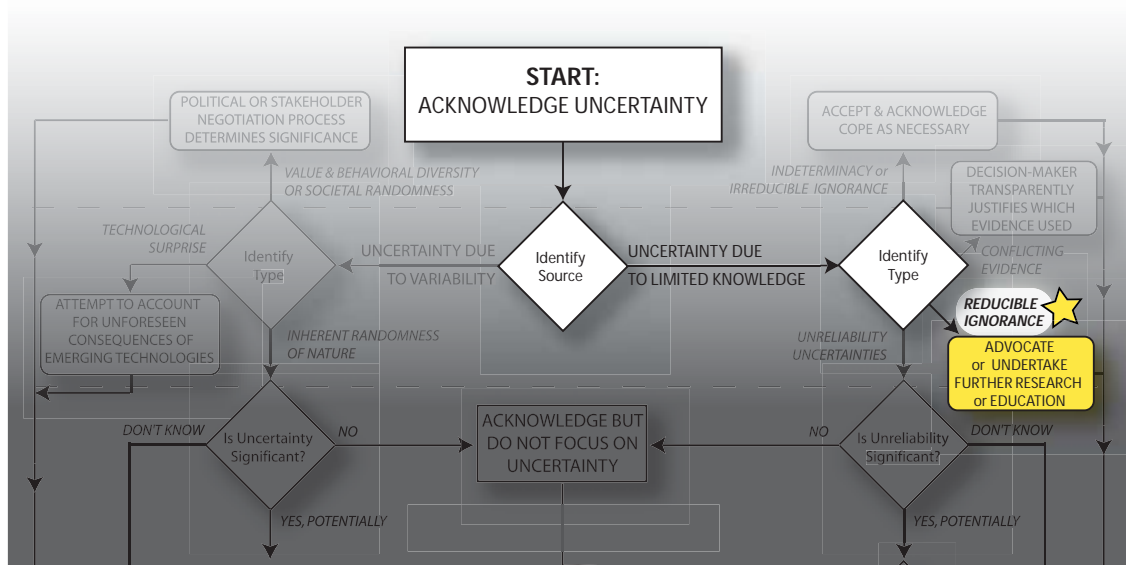 START:
ACKNOWLEDGE UNCERTAINTY
POLITICAL OR STAKEHOLDER
NEGOTIATION PROCESS
DETERMINES SIGNIFICANCE
ACCEPT & ACKNOWLEDGE
COPE AS NECESSARY
VALUE & BEHAVIORAL DIVERSITY
OR SOCIETAL RANDOMNESS
INDETERMINACY or
IRREDUCIBLE IGNORANCE
DECISION-MAKER
TRANSPARENTLY
JUSTIFIES WHICH
EVIDENCE USED
TECHNOLOGICAL
SURPRISE
Identify
Type
UNCERTAINTY DUE
TO VARIABILITY
Identify
Source
UNCERTAINTY DUE
TO LIMITED KNOWLEDGE
Identify
Type
CONFLICTING
EVIDENCE
ATTEMPT TO ACCOUNT
FOR UNFORESEEN
CONSEQUENCES OF
EMERGING TECHNOLOGIES
INHERENT RANDOMNESS
OF NATURE
UNRELIABILITY
UNCERTAINTIES
REDUCIBLE
IGNORANCE
ADVOCATE
or UNDERTAKE
FURTHER RESEARCH
or EDUCATION
DON'T KNOW
Is Uncertainty
Significant?
NO
ACKNOWLEDGE BUT
DO NOT FOCUS ON
UNCERTAINTY
NO
Is Unreliability
Significant?
DON'T KNOW
YES, POTENTIALLY
YES, POTENTIALLY